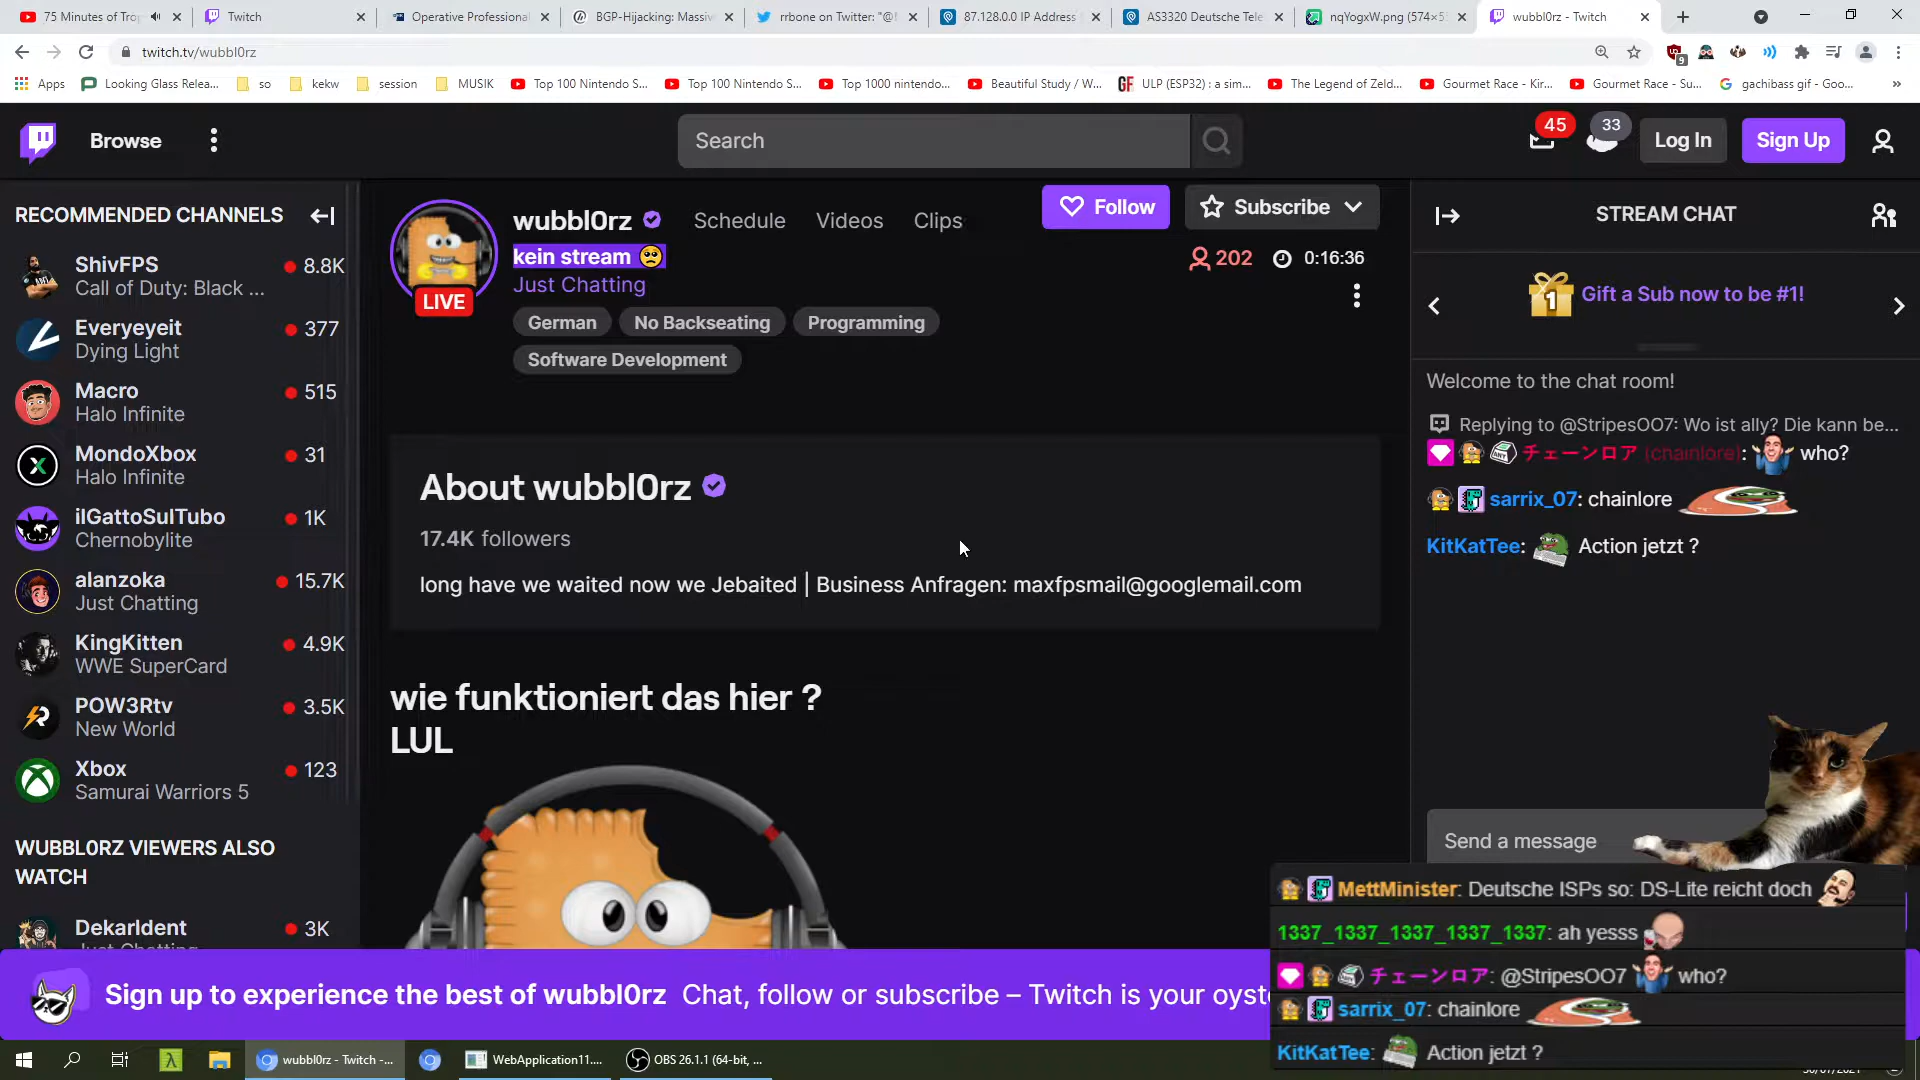 75 Minutes of Trop
Twitch
Operative Professiona
BGP-Hijacking: Massiv
rrbone on Twitter: "@f
87.128.0.0 IP Address
AS3320 Deutsche Tele
nqYogxW.png (574×5
wubbl0rz - Twitch
twitch.tv/wubbl0rz
9
Apps
Looking Glass Relea...
so
kekw
session
MUSIK
Top 100 Nintendo S...
Top 100 Nintendo S...
Top 1000 nintendo...
Beautiful Study / W...
ULP (ESP32) : a sim...
The Legend of Zeld...
Gourmet Race - Kir...
Gourmet Race - Su...
gachibass gif - Goo...
Browse
Search
45
33
Log In
Sign Up
RECOMMENDED CHANNELS
ShivFPS
8.8K
Call of Duty: Black ...
Everyeyeit
377
Dying Light
Macro
515
Halo Infinite
MondoXbox
31
Halo Infinite
ilGattoSulTubo
1K
Chernobylite
alanzoka
15.7K
Just Chatting
KingKitten
4.9K
WWE SuperCard
POW3Rtv
3.5K
New World
Xbox
123
Samurai Warriors 5
WUBBL0RZ VIEWERS ALSO
WATCH
DekarIdent
3K
Just Chatting
wubbl0rz
Schedule
Videos
Clips
Follow
Subscribe
kein stream
202
0:16:36
Just Chatting
LIVE
German
No Backseating
Programming
Software Development
About wubbl0rz
17.4K followers
long have we waited now we Jebaited | Business Anfragen: maxfpsmail@googlemail.com
wie funktioniert das hier ?
LUL
STREAM CHAT
1
Gift a Sub now to be #1!
Welcome to the chat room!
Replying to @StripesOO7: Wo ist ally? Die kann be...
チェーンロア (chainlore): who?
sarrix_07: chainlore
KitKatTee: Action jetzt ?
Send a message
MettMinister: Deutsche ISPs so: DS-Lite reicht doch
1337_1337_1337_1337_1337: ah yesss
チェーンロア: @StripesOO7 who?
sarrix_07: chainlore
KitKatTee: Action jetzt ?
Sign up to experience the best of wubbl0rz Chat, follow or subscribe – Twitch is your oyst
wubbl0rz - Twitch -...
WebApplication11....
OBS 26.1.1 (64-bit, ...